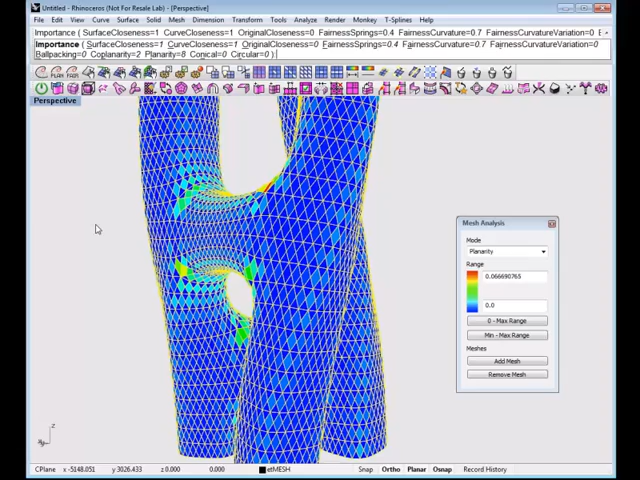 Untitled - Rhinoceros (Not For Resale Lab) - [Perspective]
File Edit View Curve Surface Solid Mesh Dimension Transform Tools Analyze Render Monkey T-Splines Help
Importance ( SurfaceCloseness=1 CurveCloseness=1 OriginalCloseness=0 FairnessSprings=0.4 FairnessCurvature=0.7 FairnessCurvatureVariation=0 B
Importance ( SurfaceCloseness=1 CurveCloseness=1 OriginalCloseness=0 FairnessSprings=0.4 FairnessCurvature=0.7 FairnessCurvatureVariation=0
Ballpacking=0 Coplanarity=2 Planarity=8 Conical=0 Circular=0 )
Perspective
Mesh Analysis
Mode
Planarity
Range
0.066690765
0.0
0 - Max Range
Min - Max Range
Meshes
Add Mesh
Remove Mesh
z
CPlane x -5148.051 y 3026.433 z 0.000 0.000 etMESH Snap Ortho Planar Osnap Record History